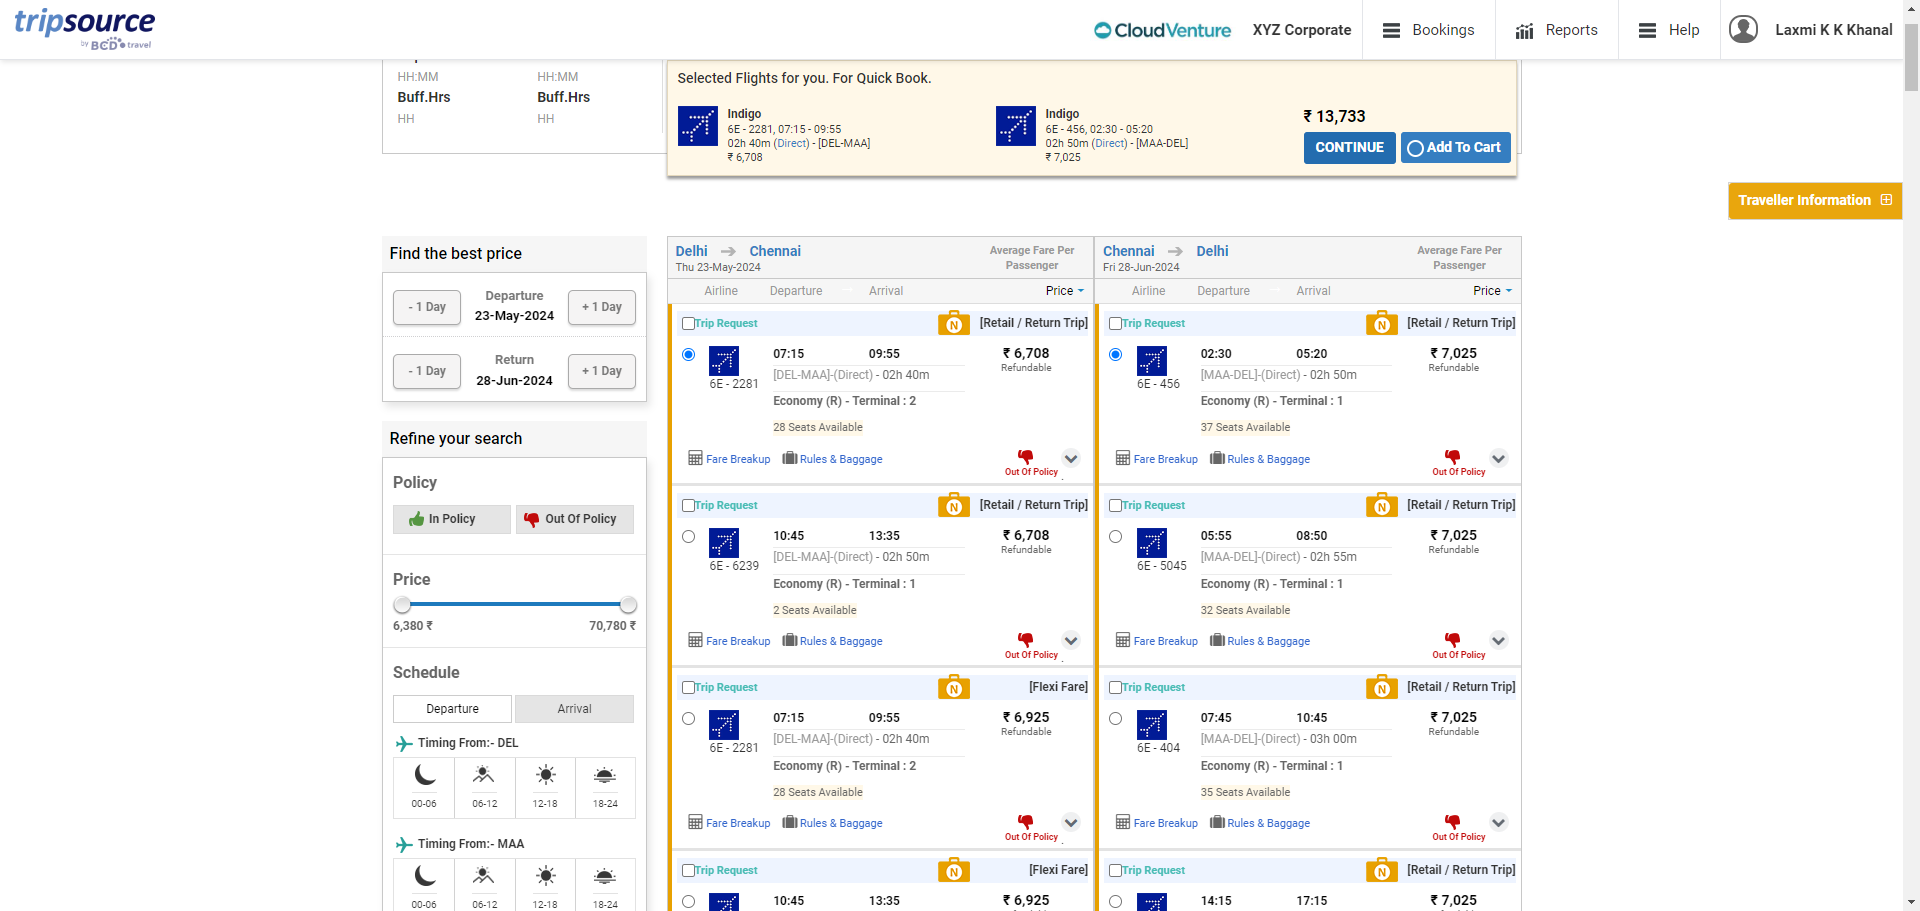 tripsource
by BCD travel
CloudVenture
XYZ Corporate
Bookings
Reports
Help
Laxmi K K Khanal
HH:MM
HH:MM
Buff.Hrs
Buff.Hrs
HH
HH
Selected Flights for you. For Quick Book.
Indigo
6E - 2281, 07:15 - 09:55
02h 40m (Direct) - [DEL-MAA]
₹ 6,708
Indigo
6E - 456, 02:30 - 05:20
02h 50m (Direct) - [MAA-DEL]
₹ 7,025
₹ 13,733
CONTINUE
Add To Cart
Traveller Information
Find the best price
- 1 Day
Departure
23-May-2024
+ 1 Day
- 1 Day
Return
28-Jun-2024
+ 1 Day
Refine your search
Policy
In Policy
Out Of Policy
Price
6,380 ₹
70,780 ₹
Schedule
Departure
Arrival
Timing From:- DEL
00-06
06-12
12-18
18-24
Timing From:- MAA
00-06
06-12
12-18
18-24
Delhi
Chennai
Thu 23-May-2024
Average Fare Per
Passenger
Airline
Departure
Arrival
Price
Trip Request
N
[Retail / Return Trip]
07:15
09:55
₹ 6,708
[DEL-MAA]-(Direct) - 02h 40m
Refundable
6E - 2281
Economy (R) - Terminal : 2
28 Seats Available
Fare Breakup
Rules & Baggage
Out Of Policy
Trip Request
N
[Retail / Return Trip]
10:45
13:35
₹ 6,708
[DEL-MAA]-(Direct) - 02h 50m
Refundable
6E - 6239
Economy (R) - Terminal : 1
2 Seats Available
Fare Breakup
Rules & Baggage
Out Of Policy
Trip Request
N
[Flexi Fare]
07:15
09:55
₹ 6,925
[DEL-MAA]-(Direct) - 02h 40m
Refundable
6E - 2281
Economy (R) - Terminal : 2
28 Seats Available
Fare Breakup
Rules & Baggage
Out Of Policy
Trip Request
N
[Flexi Fare]
10:45
13:35
₹ 6,925
Chennai
Delhi
Fri 28-Jun-2024
Average Fare Per
Passenger
Airline
Departure
Arrival
Price
Trip Request
N
[Retail / Return Trip]
02:30
05:20
₹ 7,025
[MAA-DEL]-(Direct) - 02h 50m
Refundable
6E - 456
Economy (R) - Terminal : 1
37 Seats Available
Fare Breakup
Rules & Baggage
Out Of Policy
Trip Request
N
[Retail / Return Trip]
05:55
08:50
₹ 7,025
[MAA-DEL]-(Direct) - 02h 55m
Refundable
6E - 5045
Economy (R) - Terminal : 1
32 Seats Available
Fare Breakup
Rules & Baggage
Out Of Policy
Trip Request
N
[Retail / Return Trip]
07:45
10:45
₹ 7,025
[MAA-DEL]-(Direct) - 03h 00m
Refundable
6E - 404
Economy (R) - Terminal : 1
35 Seats Available
Fare Breakup
Rules & Baggage
Out Of Policy
Trip Request
N
[Retail / Return Trip]
14:15
17:15
₹ 7,025